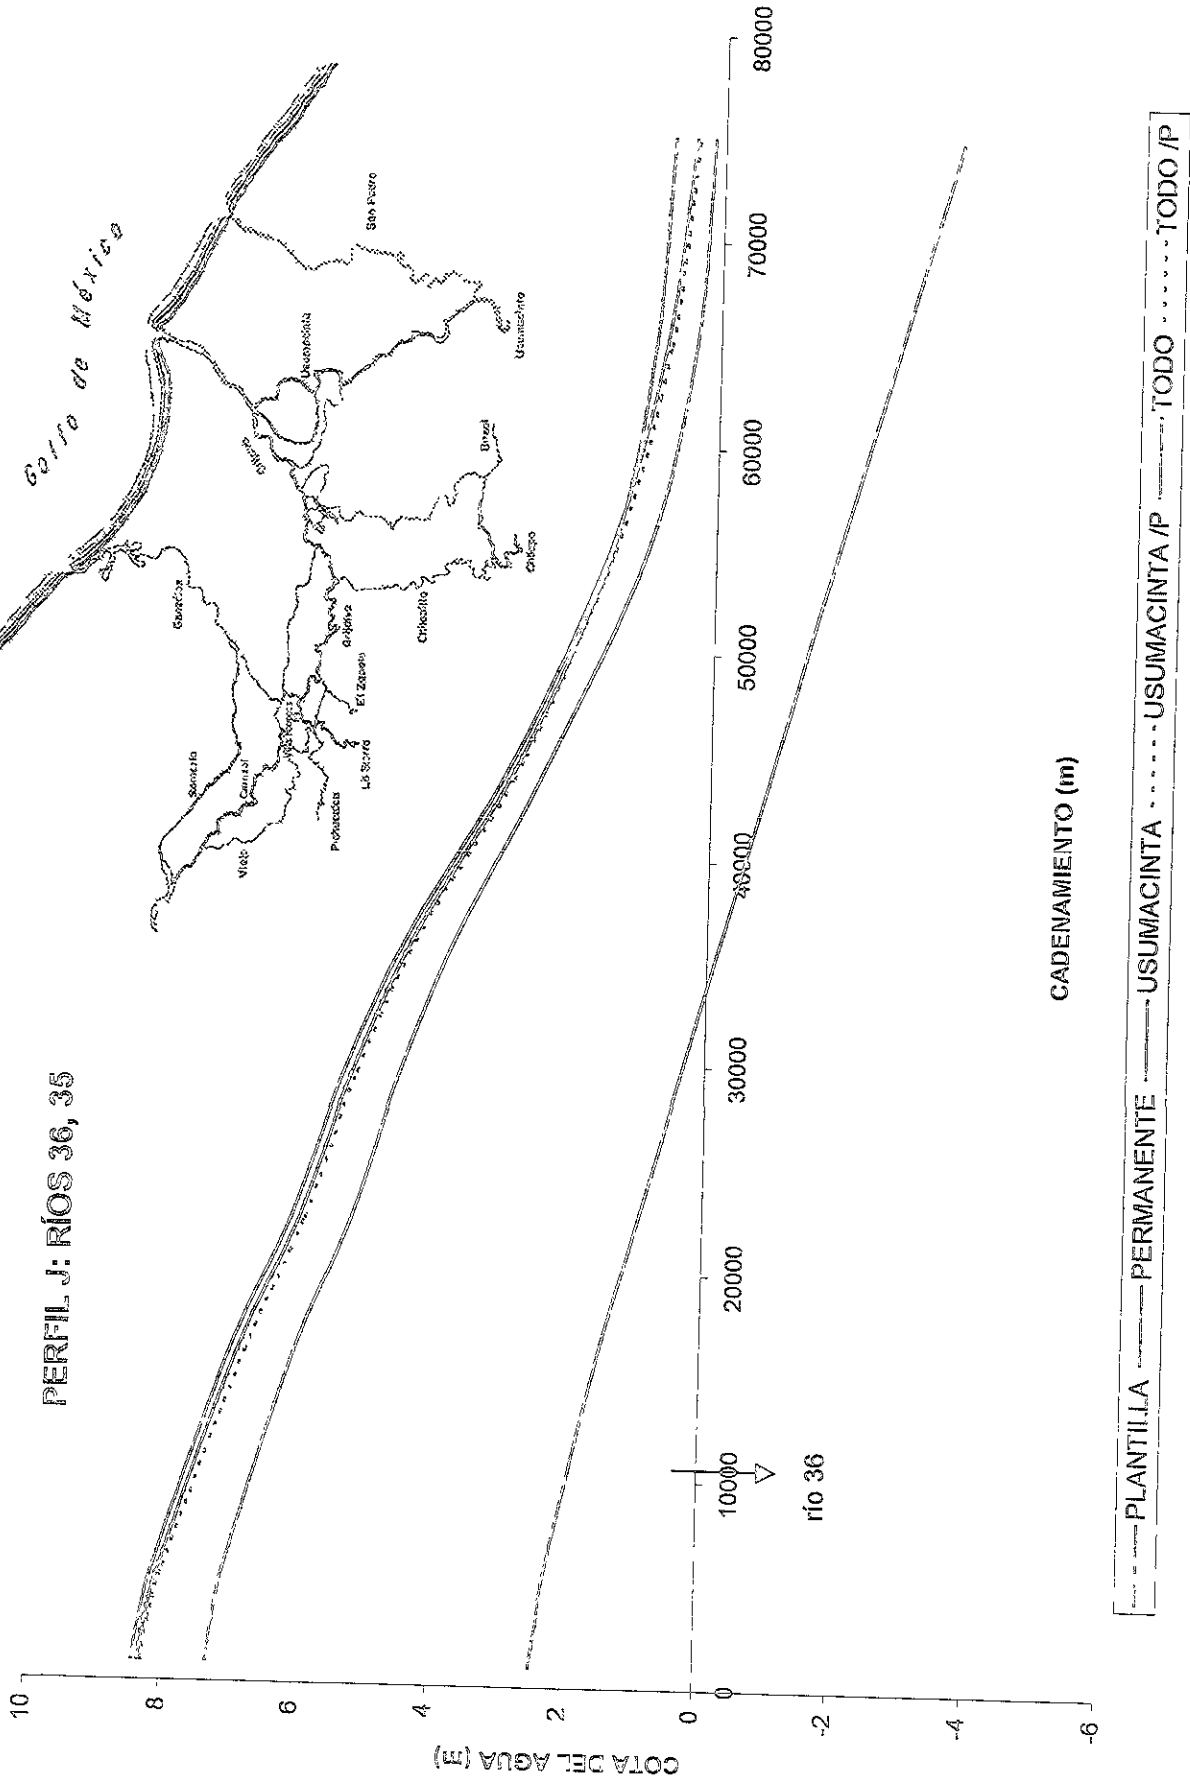 PERFIL J: RÍOS 36, 35
Golfo de México
San Pedro
Usumacinta
Usumacinta
Grijalva
Chilapa
Chilapilla
El Zapote
La Sierra
Pichucalco
Viejo
Carrizal
Samaria
González
COTA DEL AGUA (m)
10
8
6
4
2
0
-2
-4
-6
0
10000
20000
30000
40000
50000
60000
70000
80000
río 36
CADENAMIENTO (m)
PLANTILLA PERMANENTE USUMACINTA USUMACINTA /P TODO TODO /P